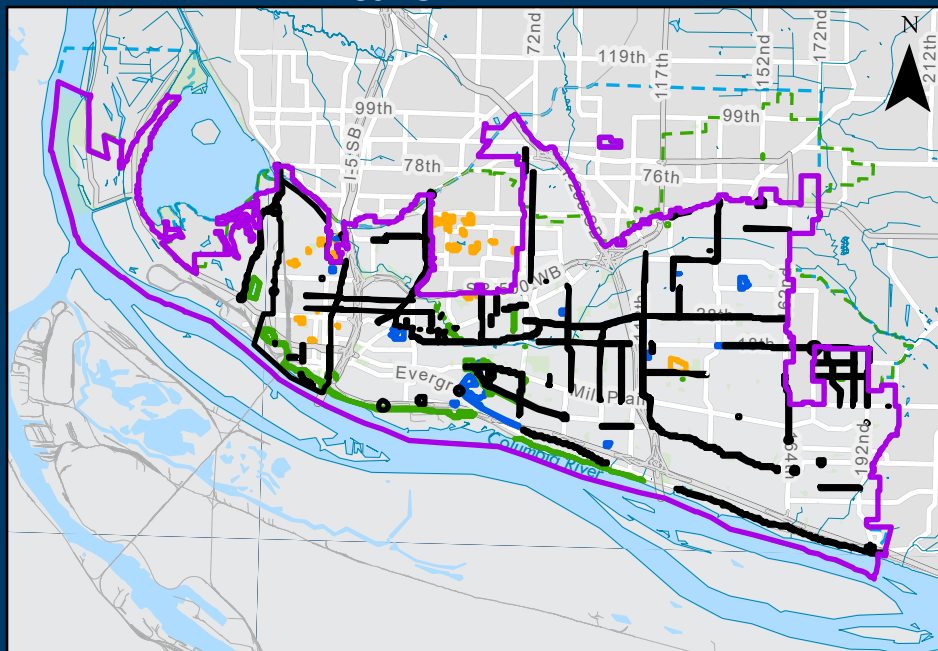 N
72nd
172nd
119th
117th
152nd
212th
99th
99th
I-5 SB
78th
76th
SR-500 WB
28th
18th
162nd
Evergr
Mill Plain
192nd
Columbia River